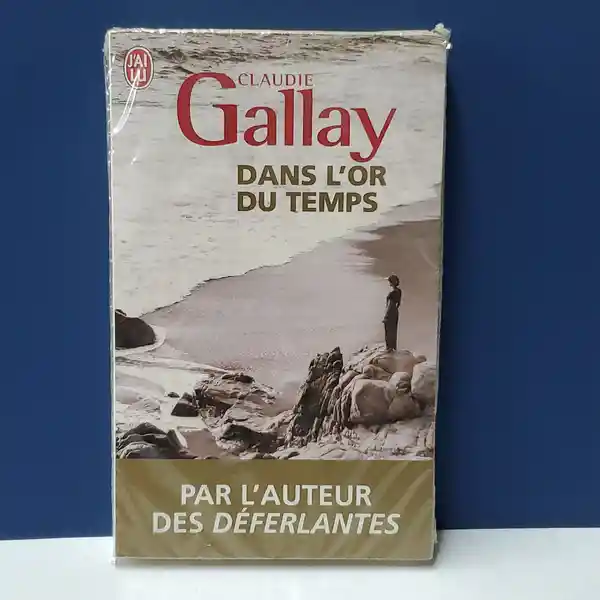 J'AI
LU
CLAUDIE
Gallay
DANS L'OR
DU TEMPS
PAR L'AUTEUR
DES DÉFERLANTES